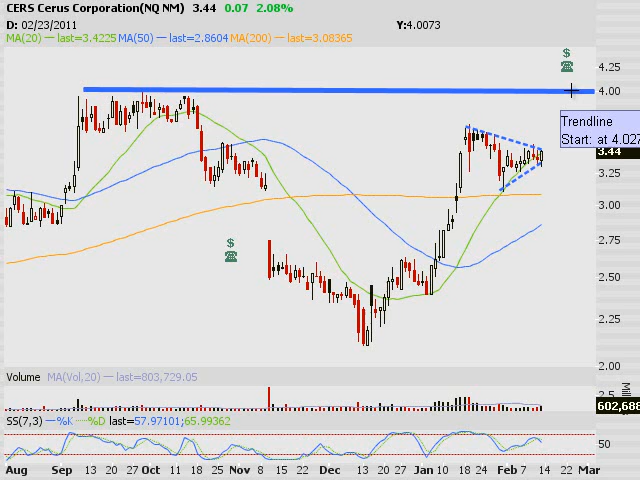 CERS Cerus Corporation(NQ NM) 3.44 0.07 2.08%
D: 02/23/2011 Y:4.0073
MA(20) — last=3.4225 MA(50) — last=2.8604 MA(200) — last=3.08365
$
4.25
4.00
Trendline
Start: at 4.027
3.44
3.25
3.00
$
2.75
2.50
2.25
2.00
Volume MA(Vol,20) — last=803,729.05
602,686
SS(7,3) —%K ······%D last=57.97101;65.99362
50
Aug Sep 13 20 27 Oct 11 18 25 Nov 8 15 22 Dec 13 20 27 Jan 10 18 24 Feb 7 14 22 Mar